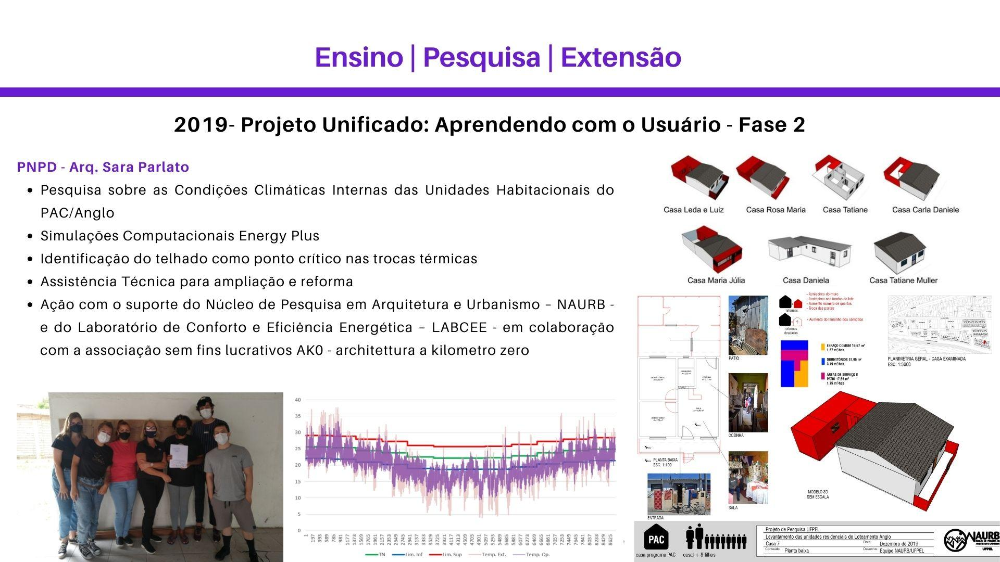 Ensino | Pesquisa | Extensão
2019- Projeto Unificado: Aprendendo com o Usuário - Fase 2
PNPD - Arq. Sara Parlato
• Pesquisa sobre as Condições Climáticas Internas das Unidades Habitacionais do
PAC/Anglo
• Simulações Computacionais Energy Plus
• Identificação do telhado como ponto crítico nas trocas térmicas
• Assistência Técnica para ampliação e reforma
• Ação com o suporte do Núcleo de Pesquisa em Arquitetura e Urbanismo – NAURB -
e do Laboratório de Conforto e Eficiência Energética – LABCEE - em colaboração
com a associação sem fins lucrativos AK0 - architettura a kilometro zero
40
35
30
25
20
15
10
5
0
1 197 393 589 785 981 1177 1373 1569 1765 1961 2157 2353 2549 2745 2941 3137 3333 3529 3725 3921 4117 4313 4509 4705 4901 5097 5293 5489 5685 5881 6077 6273 6469 6665 6861 7057 7253 7449 7645 7841 8037 8233 8429 8625
TN Lim. Inf Lim. Sup Temp. Ext. Temp. Op.
Casa Leda e Luiz Casa Rosa Maria Casa Tatiane Casa Carla Daniele
Casa Maria Júlia Casa Daniela Casa Tatiane Muller
- Acréscimo do muro
- Acréscimo nos fundos do lote
- Aumento número de quartos
- Troca das portas
reformas
- Aumento do tamanho dos cômodos
?
reformas
desejadas
ESPAÇO COMUM 16,67 m²
1,67 m²/hab
DORMITÓRIOS 31,95 m²
3,19 m²/hab
ÁREAS DE SERVIÇO E
PATIO 17,56 m²
1,75 m²/hab
PLANIMETRIA GERAL - CASA EXAMINADA
ESC. 1:5000
PATIO
COZINHA
SALA
ENTRADA
DORMITÓRIO 2
BANHEIRO
COZINHA
SALA
DORMITÓRIO 1
PLANTA BAIXA
ESC. 1:100
MODELO 3D
SEM ESCALA
PAC
casa programa PAC casal + 8 filhos
Projeto de Pesquisa UFPEL
Levantamento das unidades residenciais do Loteamento Anglo
Casa 7 Data: Dezembro de 2019
Conteúdo: Planta baixa Desenho: Equipe NAURB/UFPEL
NAURB
UFPEL